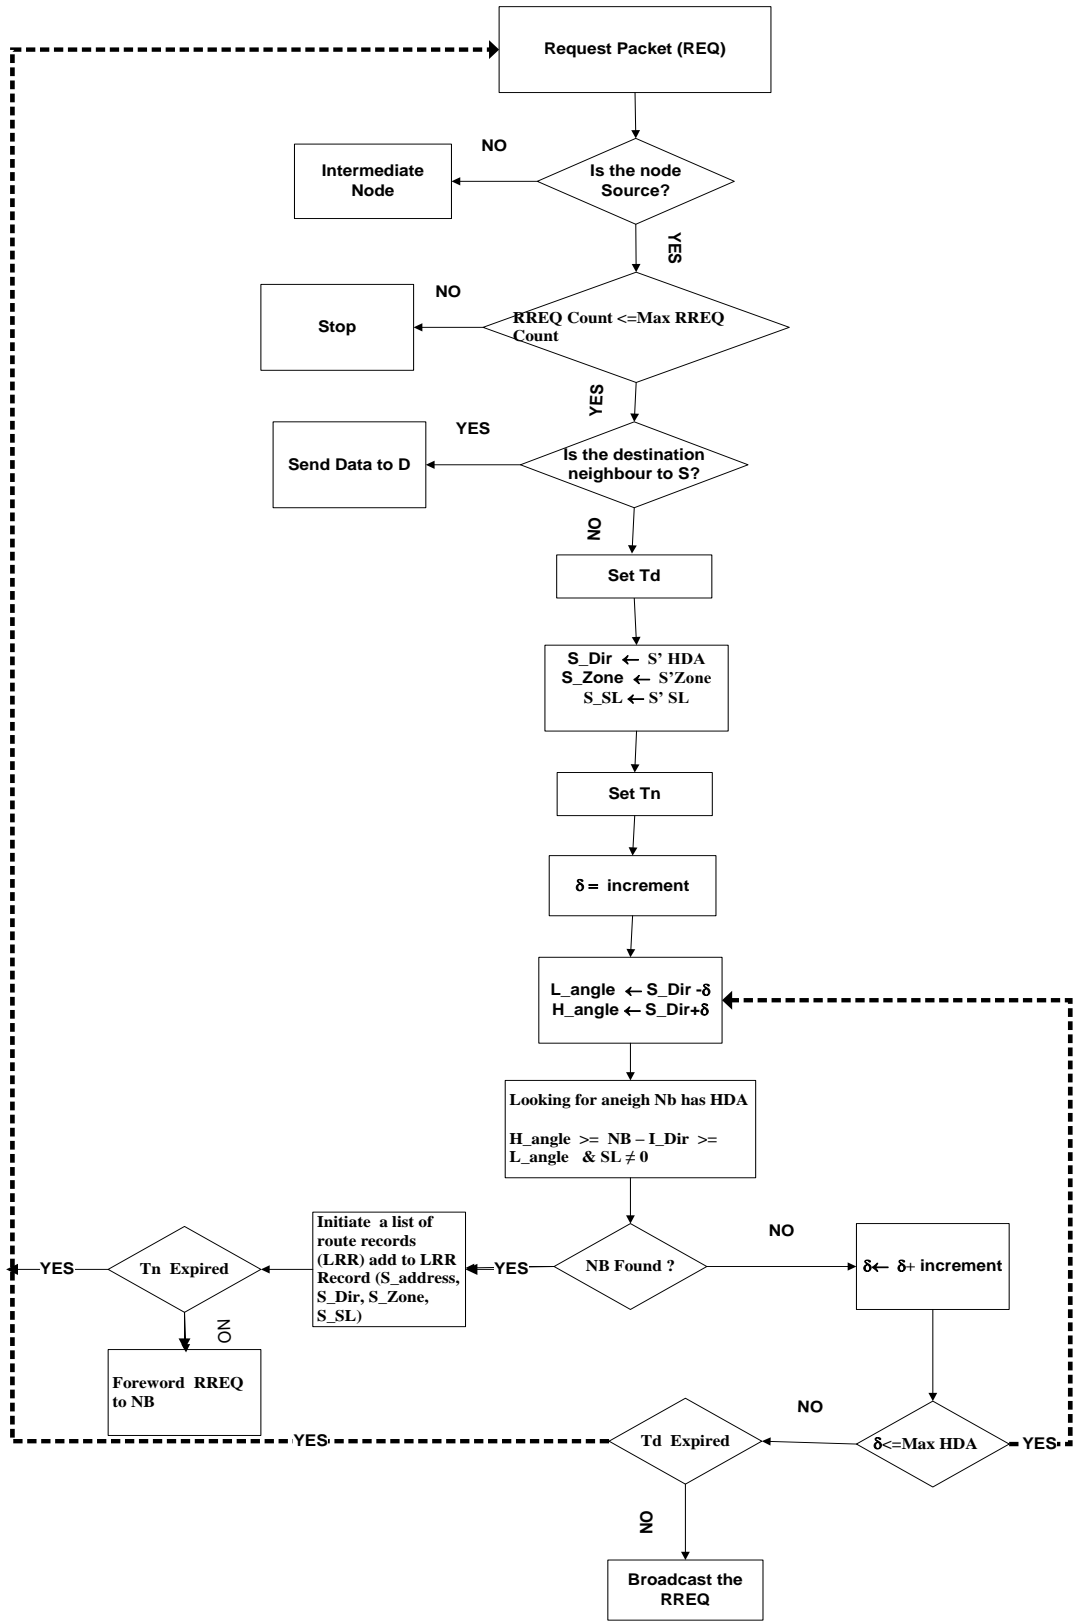 Request Packet (REQ)
NO
Is the node
Source?
Intermediate
Node
YES
NO
RREQ Count <=Max RREQ
Count
Stop
YES
YES
Is the destination
neighbour to S?
Send Data to D
NO
Set Td
S_Dir ← S' HDA
S_Zone ← S'Zone
S_SL ← S' SL
Set Tn
δ = increment
L_angle ← S_Dir -δ
H_angle ← S_Dir+δ
Looking for aneigh Nb has HDA
H_angle >= NB – I_Dir >=
L_angle & SL ≠ 0
NB Found ?
NO
δ← δ+ increment
YES
Initiate a list of
route records
(LRR) add to LRR
Record (S_address,
S_Dir, S_Zone,
S_SL)
Tn Expired
YES
NO
Foreword RREQ
to NB
δ<=Max HDA
YES
NO
Td Expired
YES
NO
Broadcast the
RREQ